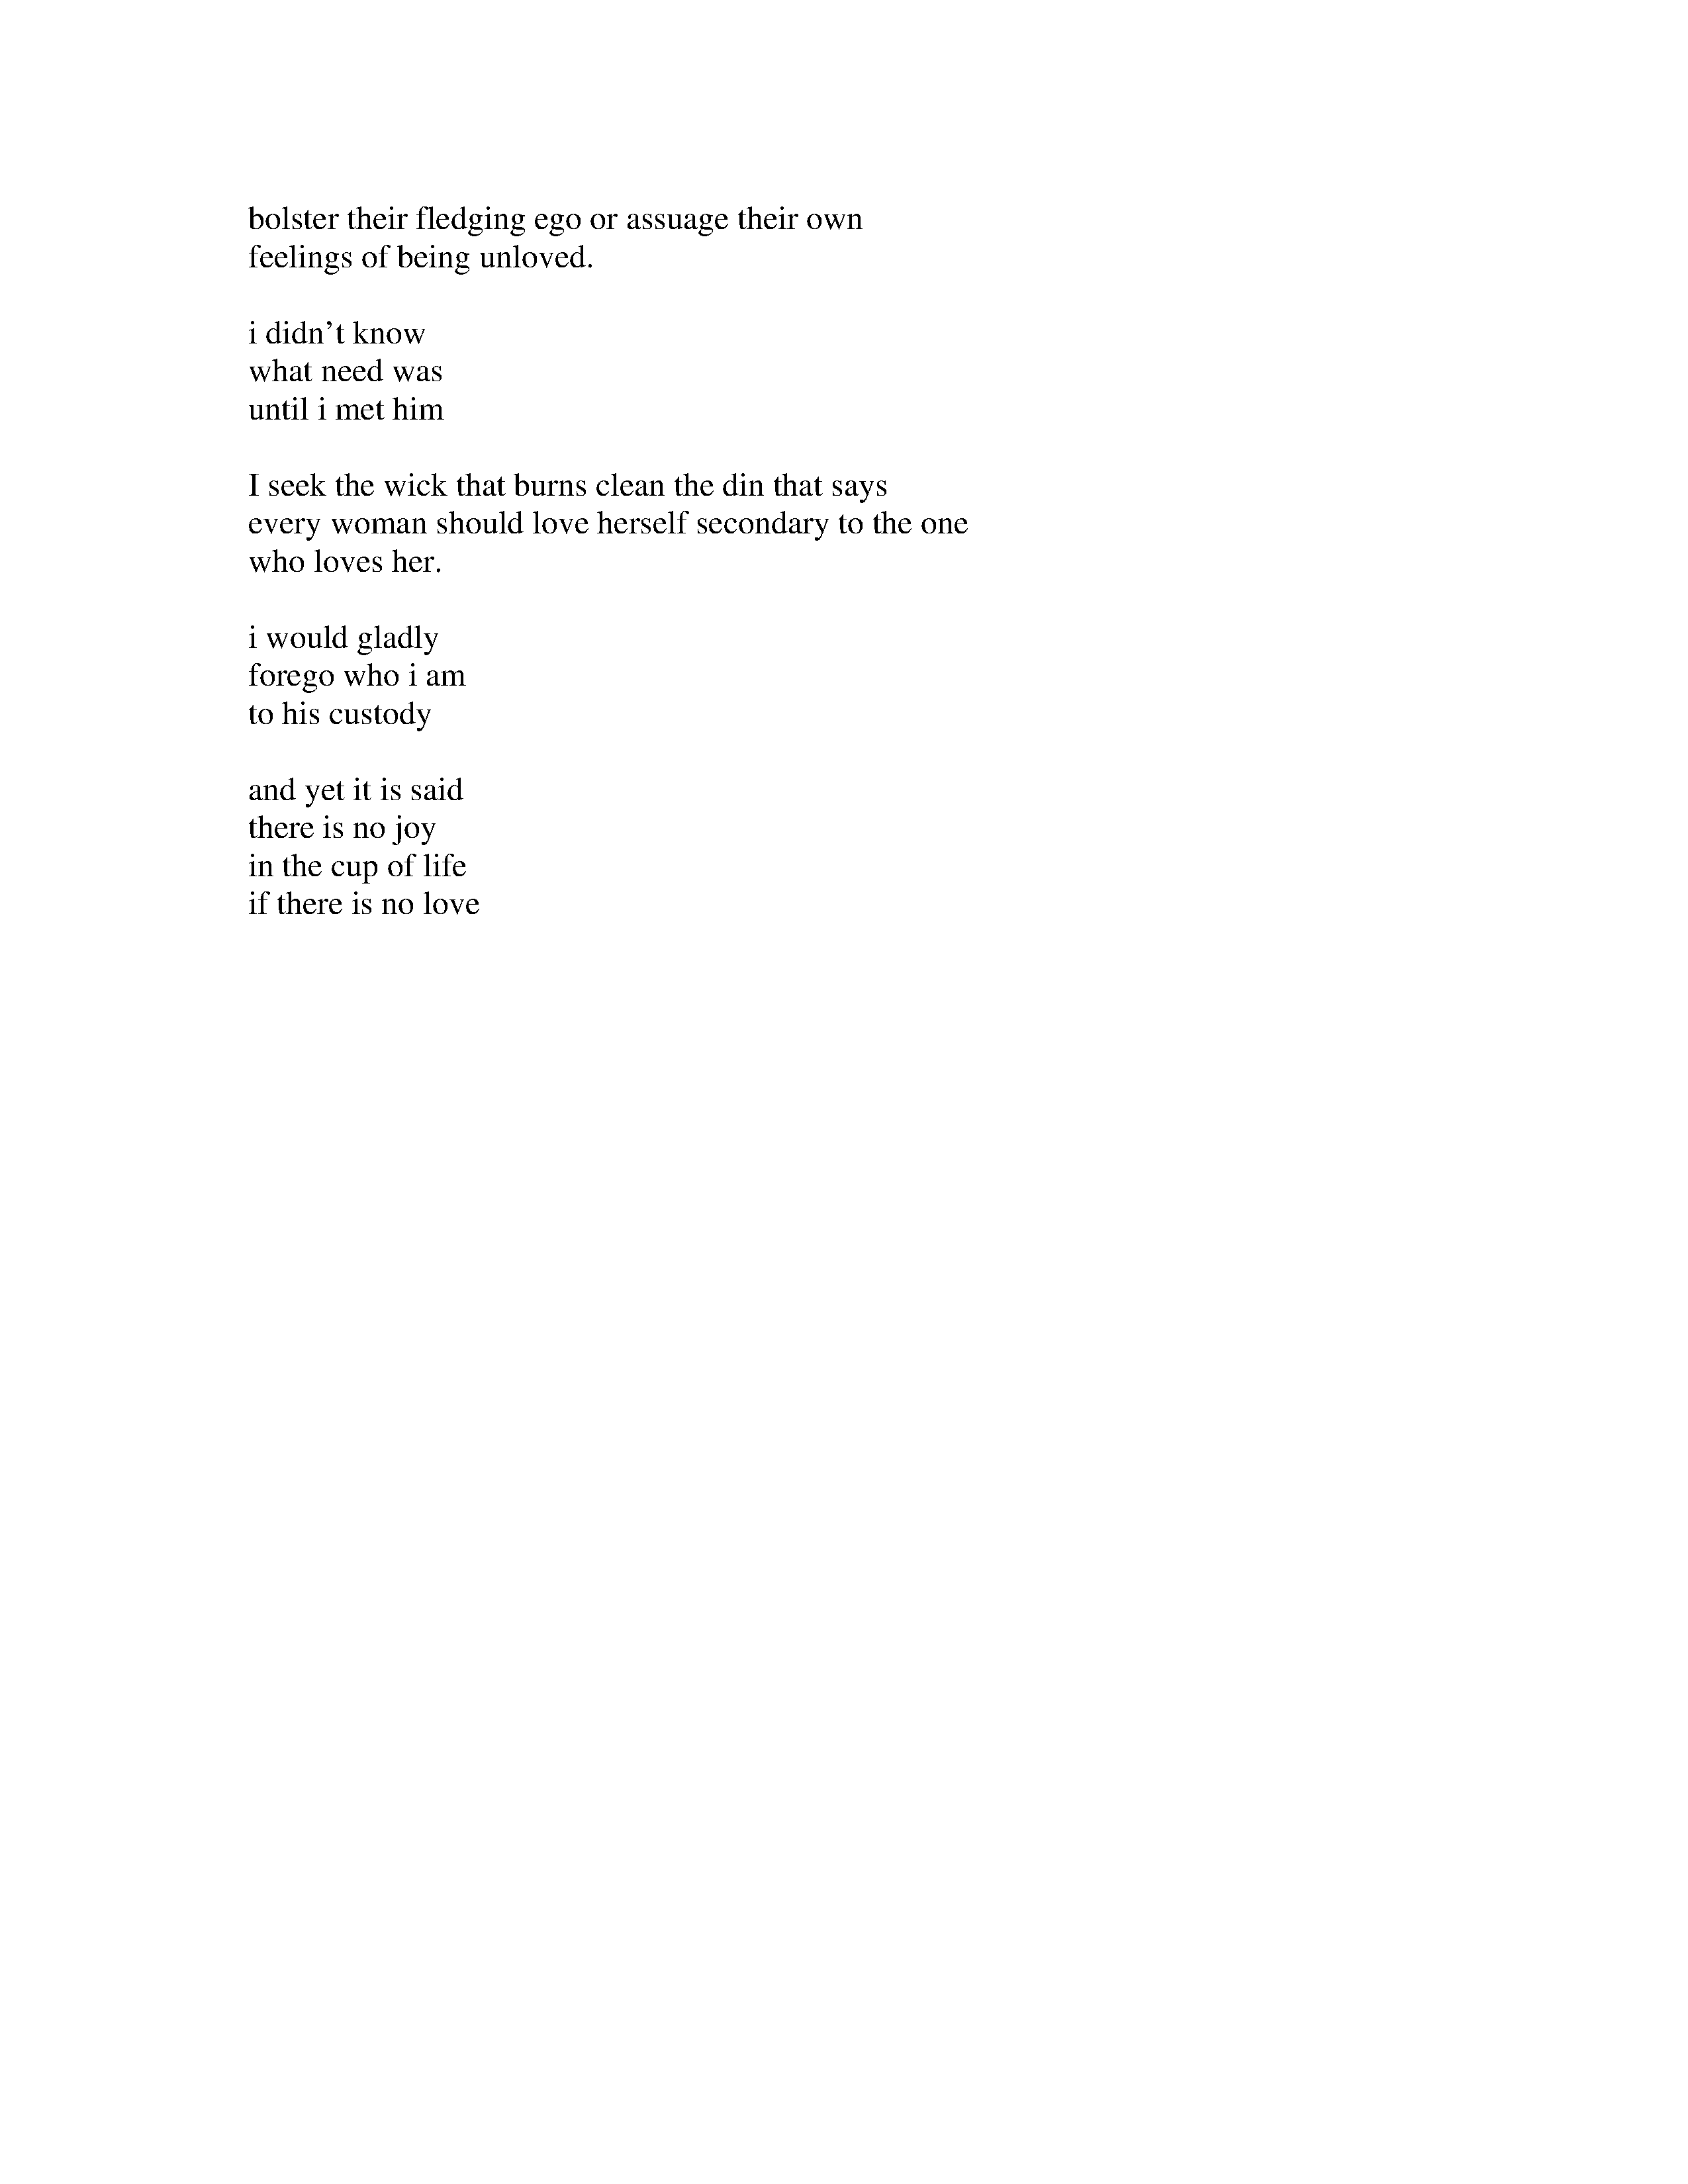 bolster their fledging ego or assuage their own
feelings of being unloved.
i didn’t know
what need was
until i met him
I seek the wick that burns clean the din that says
every woman should love herself secondary to the one
who loves her.
i would gladly
forego who i am
to his custody
and yet it is said
there is no joy
in the cup of life
if there is no love